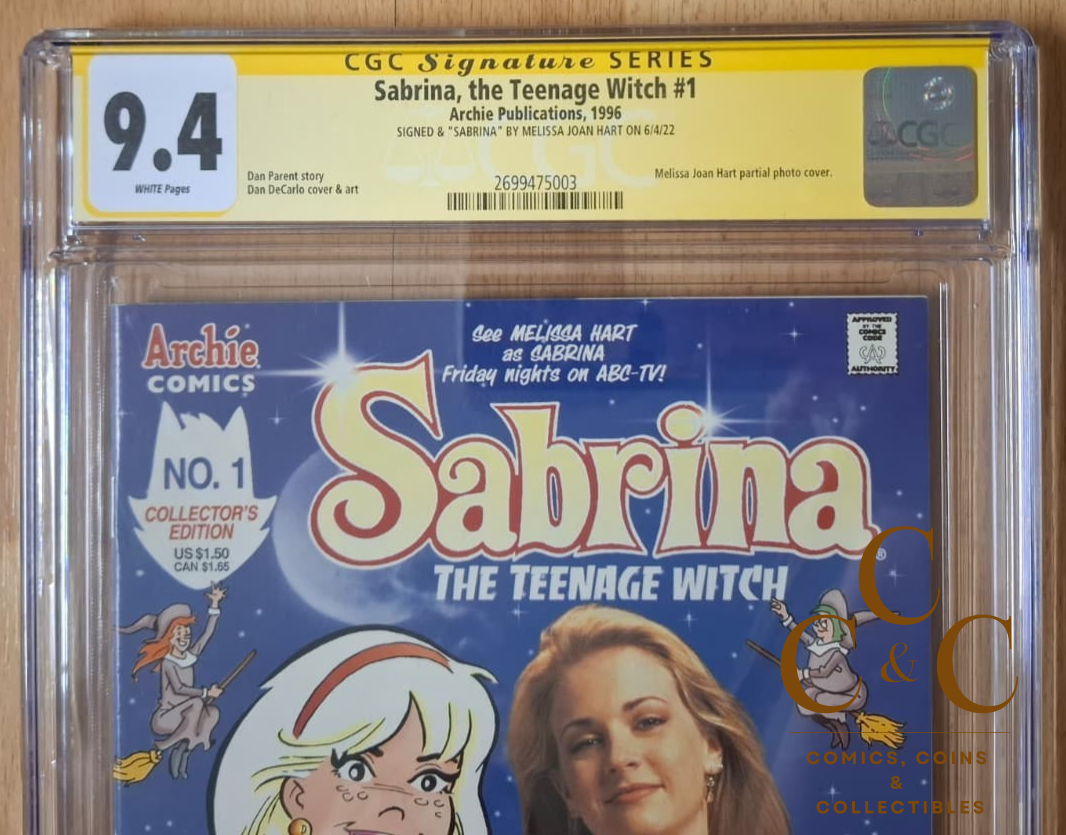 CGC Signature SERIES
Sabrina, the Teenage Witch #1
Archie Publications, 1996
SIGNED & "SABRINA" BY MELISSA JOAN HART ON 6/4/22
9.4
WHITE Pages
Dan Parent story
Dan DeCarlo cover & art
2699475003
Melissa Joan Hart partial photo cover.
CGC
CGC
Archie
COMICS
See MELISSA HART
as SABRINA
Friday nights on ABC-TV!
APPROVED
BY THE
COMICS
CODE
CA
AUTHORITY
NO. 1
COLLECTOR'S
EDITION
US $1.50
CAN $1.65
Sabrina®
THE TEENAGE WITCH
C
C & C
COMICS, COINS
&
COLLECTIBLES